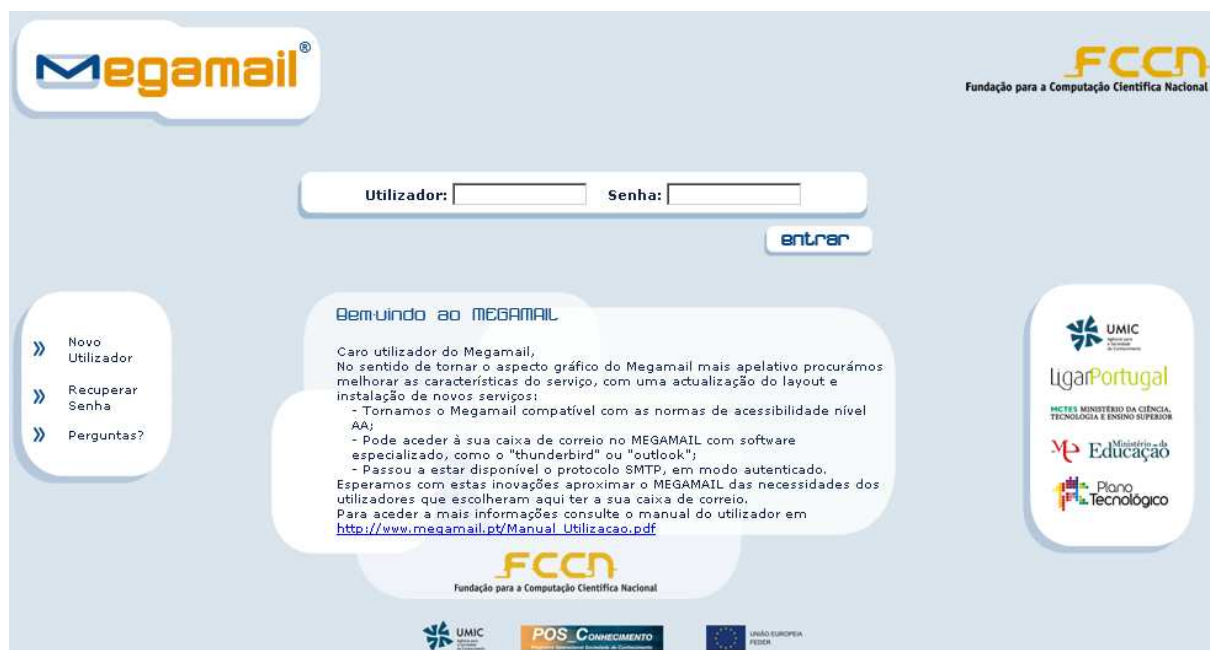 Megamail®
FCCN
Fundação para a Computação Científica Nacional
Utilizador: Senha:
entrar
Novo
Utilizador
Recuperar
Senha
Perguntas?
Bem-vindo ao MEGAMAIL
Caro utilizador do Megamail,
No sentido de tornar o aspecto gráfico do Megamail mais apelativo procurámos
melhorar as características do serviço, com uma actualização do layout e
instalação de novos serviços:
- Tornamos o Megamail compatível com as normas de acessibilidade nível
AA;
- Pode aceder à sua caixa de correio no MEGAMAIL com software
especializado, como o "thunderbird" ou "outlook";
- Passou a estar disponível o protocolo SMTP, em modo autenticado.
Esperamos com estas inovações aproximar o MEGAMAIL das necessidades dos
utilizadores que escolheram aqui ter a sua caixa de correio.
Para aceder a mais informações consulte o manual do utilizador em
http://www.megamail.pt/Manual_Utilizacao.pdf
UMIC
LigarPortugal
MCTES MINISTÉRIO DA CIÊNCIA,
TECNOLOGIA E ENSINO SUPERIOR
Ministério da
Educação
Plano
Tecnológico
FCCN
Fundação para a Computação Científica Nacional
UMIC
POS_Conhecimento
UNIÃO EUROPEIA
FEDER